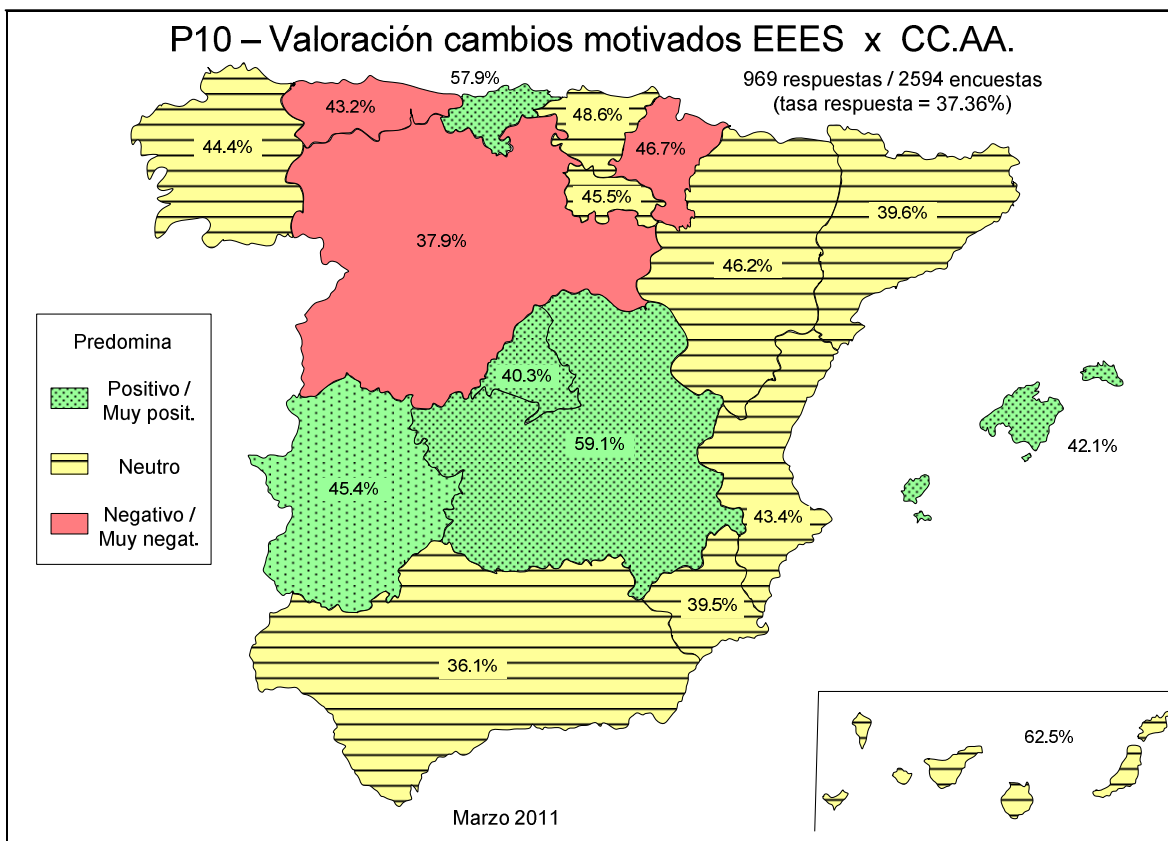 P10 – Valoración cambios motivados EEES x CC.AA.
969 respuestas / 2594 encuestas
(tasa respuesta = 37.36%)
57.9%
43.2%
48.6%
44.4%
46.7%
45.5%
39.6%
37.9%
46.2%
Predomina
Positivo /
Muy posit.
Neutro
Negativo /
Muy negat.
40.3%
59.1%
42.1%
45.4%
43.4%
39.5%
36.1%
62.5%
Marzo 2011